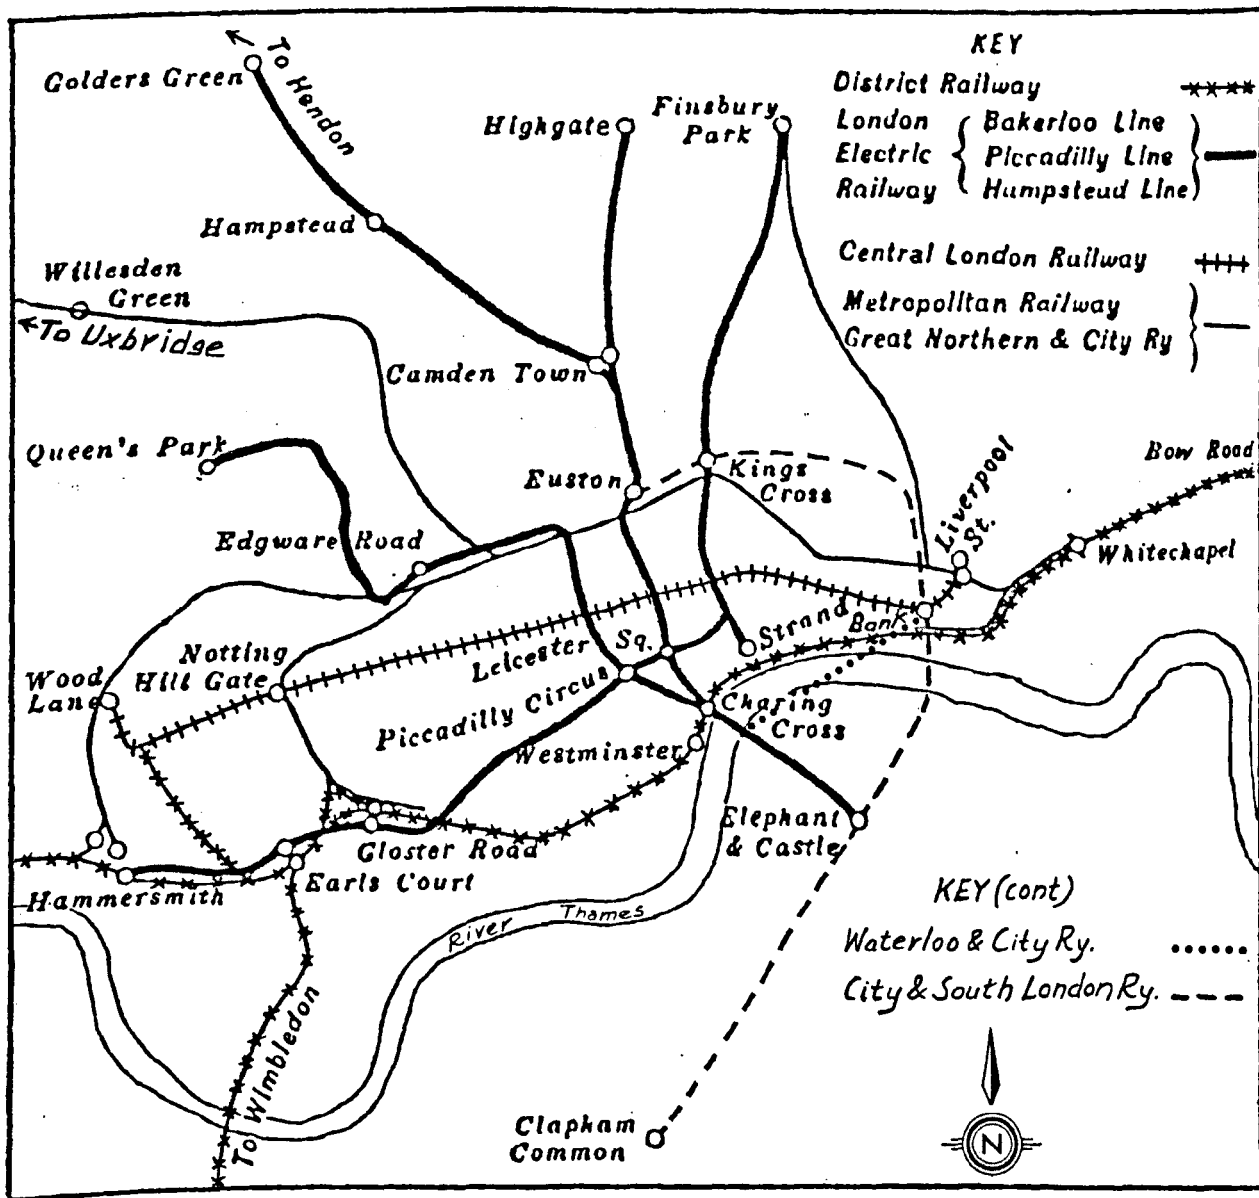 KEY
District Railway
London Electric Railway
Bakerloo Line
Piccadilly Line
Hampstead Line
Central London Railway
Metropolitan Railway
Great Northern & City Ry
Golders Green
To Hendon
Highgate
Finsbury
Park
Hampstead
Willesden
Green
To Uxbridge
Camden Town
Queen's Park
Euston
Kings
Cross
Liverpool
St.
Bow Road
Edgware Road
Whitechapel
Notting
Hill Gate
Leicester Sq.
Strand
Bank
Wood
Lane
Piccadilly Circus
Charing
Cross
Westminster
Elephant
& Castle
Gloster Road
Earls Court
Hammersmith
River Thames
To Wimbledon
Clapham
Common
KEY (cont)
Waterloo & City Ry.
City & South London Ry.
N